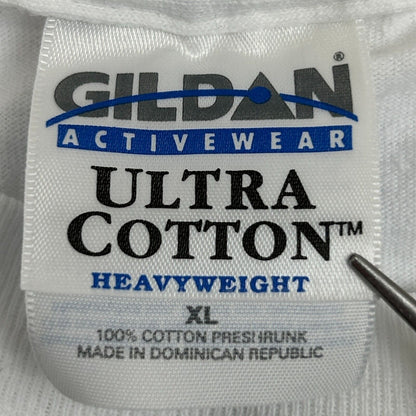 GILDAN®
ACTIVEWEAR
ULTRA
COTTON™
HEAVYWEIGHT
XL
100% COTTON PRESHRUNK
MADE IN DOMINICAN REPUBLIC